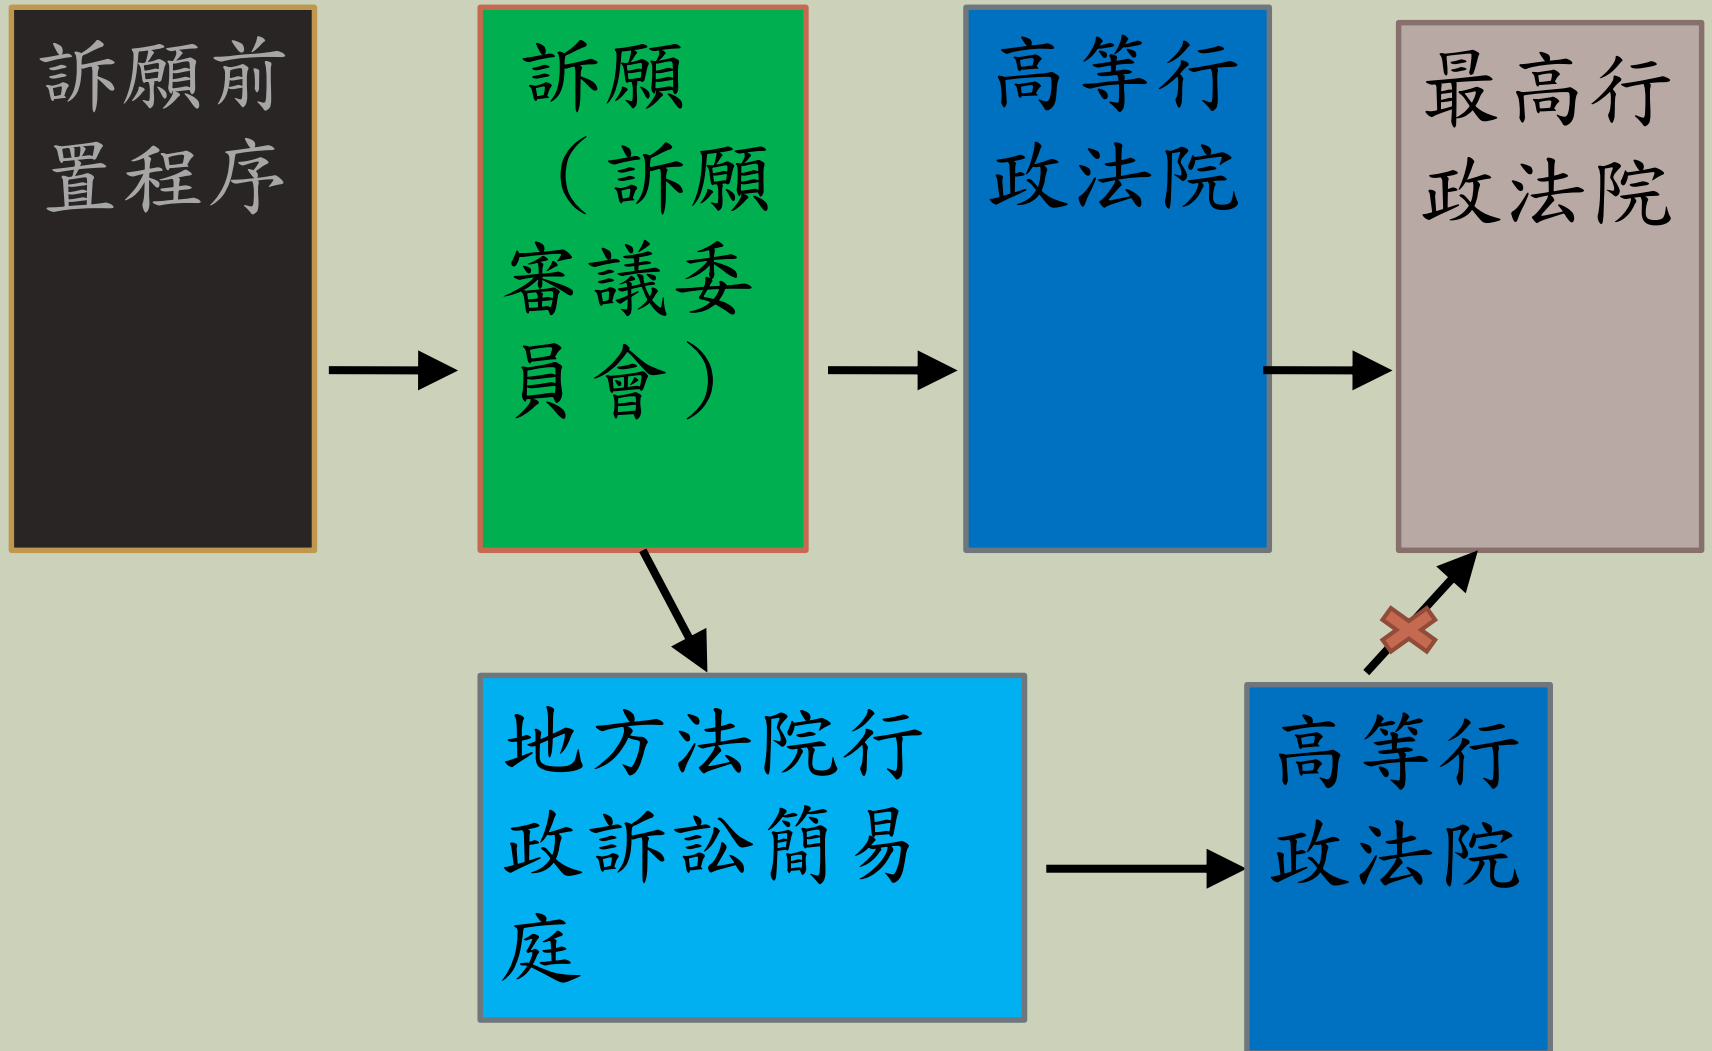 訴願前
置程序
訴願
（訴願
審議委
員會）
高等行
政法院
最高行
政法院
地方法院行
政訴訟簡易
庭
高等行
政法院